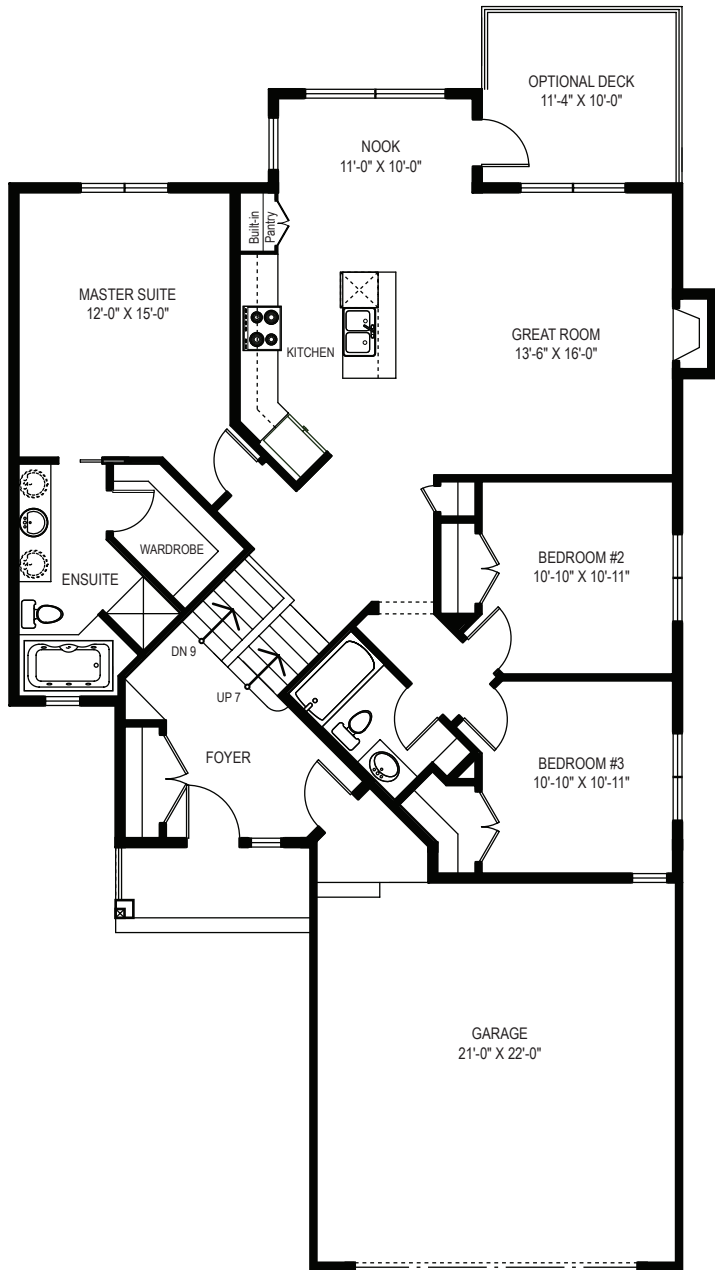 OPTIONAL DECK
11'-4" X 10'-0"
NOOK
11'-0" X 10'-0"
Built-in
Pantry
MASTER SUITE
12'-0" X 15'-0"
KITCHEN
GREAT ROOM
13'-6" X 16'-0"
WARDROBE
ENSUITE
BEDROOM #2
10'-10" X 10'-11"
DN 9
UP 7
FOYER
BEDROOM #3
10'-10" X 10'-11"
GARAGE
21'-0" X 22'-0"